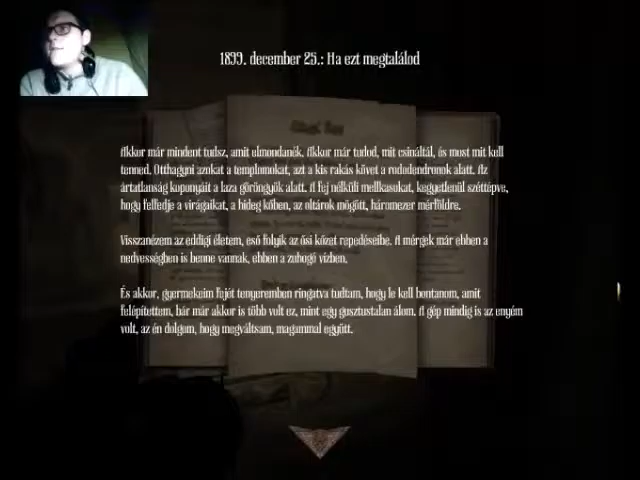 1899. december 25.: Ha ezt megtalálod
Akkor már mindent tudsz, amit elmondanék. Akkor már tudod, mit csináltál, és most mit kell
tenned. Otthagyni azokat a templomokat, azt a kis rakás követ a rododendronok alatt. Az
ártatlanság koponyáit a laza göröngyök alatt. A fej nélküli mellkasukat, kegyetlenül széttépve,
hogy felfedje a virágaikat, a hideg kőben, az oltárok mögött, háromezer mérföldre.
Visszanézem az eddigi életem, eső folyik az ősi kőzet repedéseibe. A mérgek már ebben a
nedvességben is benne vannak, ebben a zuhogó vízben.
És akkor, gyermekeim fejét tenyeremben ringatva tudtam, hogy le kell bontanom, amit
felépítettem, bár már akkor is több volt ez, mint egy gusztustalan álom. A gép mindig is az enyém
volt, az én dolgom, hogy megváltsam, magammal együtt.